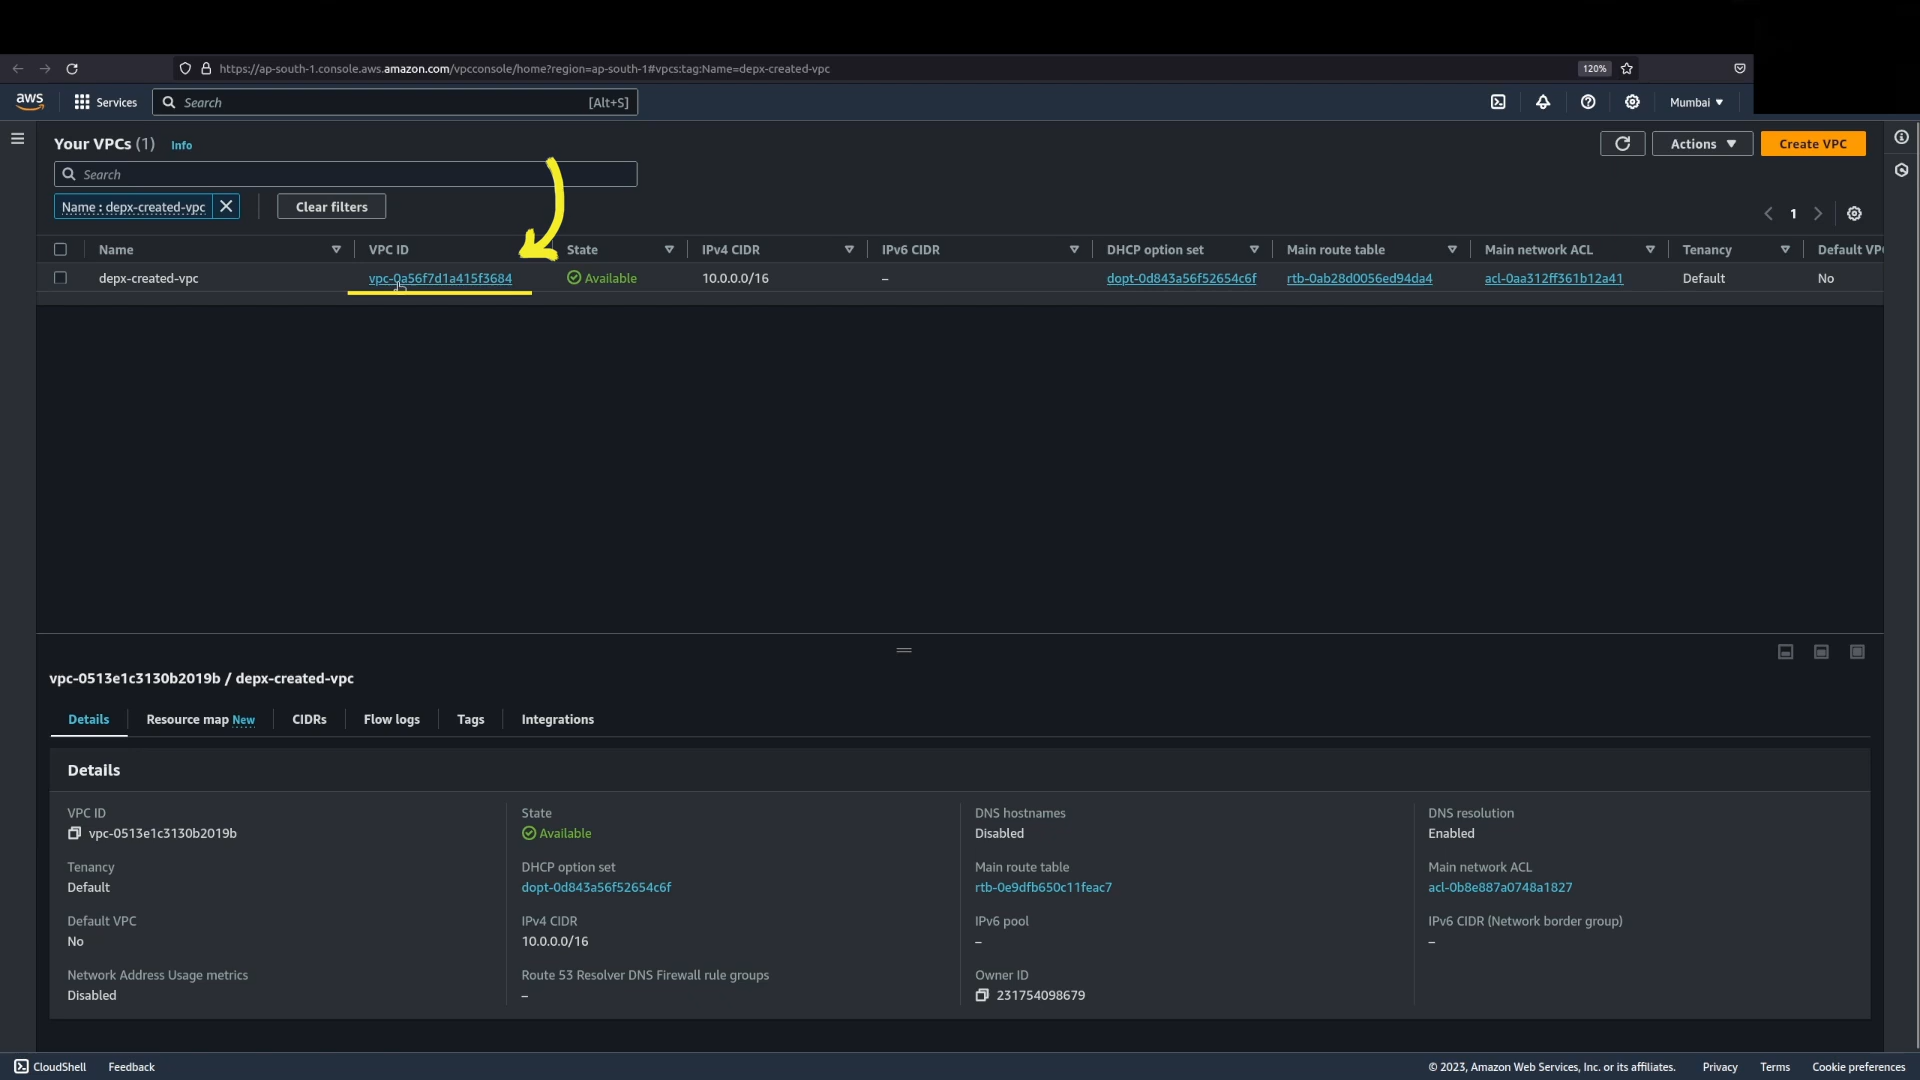 https://ap-south-1.console.aws.amazon.com/vpcconsole/home?region=ap-south-1#vpcs:tag:Name=depx-created-vpc 120%
aws Services Search [Alt+S] Mumbai
Your VPCs (1) Info Actions Create VPC
Search
Name : depx-created-vpc Clear filters
1
Name VPC ID State IPv4 CIDR IPv6 CIDR DHCP option set Main route table Main network ACL Tenancy Default VP
depx-created-vpc vpc-0a56f7d1a415f3684 Available 10.0.0.0/16 – dopt-0d843a56f52654c6f rtb-0ab28d0056ed94da4 acl-0aa312ff361b12a41 Default No
vpc-0513e1c3130b2019b / depx-created-vpc
Details Resource map New CIDRs Flow logs Tags Integrations
Details
VPC ID State DNS hostnames DNS resolution
vpc-0513e1c3130b2019b Available Disabled Enabled
Tenancy DHCP option set Main route table Main network ACL
Default dopt-0d843a56f52654c6f rtb-0e9dfb650c11feac7 acl-0b8e887a0748a1827
Default VPC IPv4 CIDR IPv6 pool IPv6 CIDR (Network border group)
No 10.0.0.0/16 – –
Network Address Usage metrics Route 53 Resolver DNS Firewall rule groups Owner ID
Disabled – 231754098679
CloudShell Feedback © 2023, Amazon Web Services, Inc. or its affiliates. Privacy Terms Cookie preferences